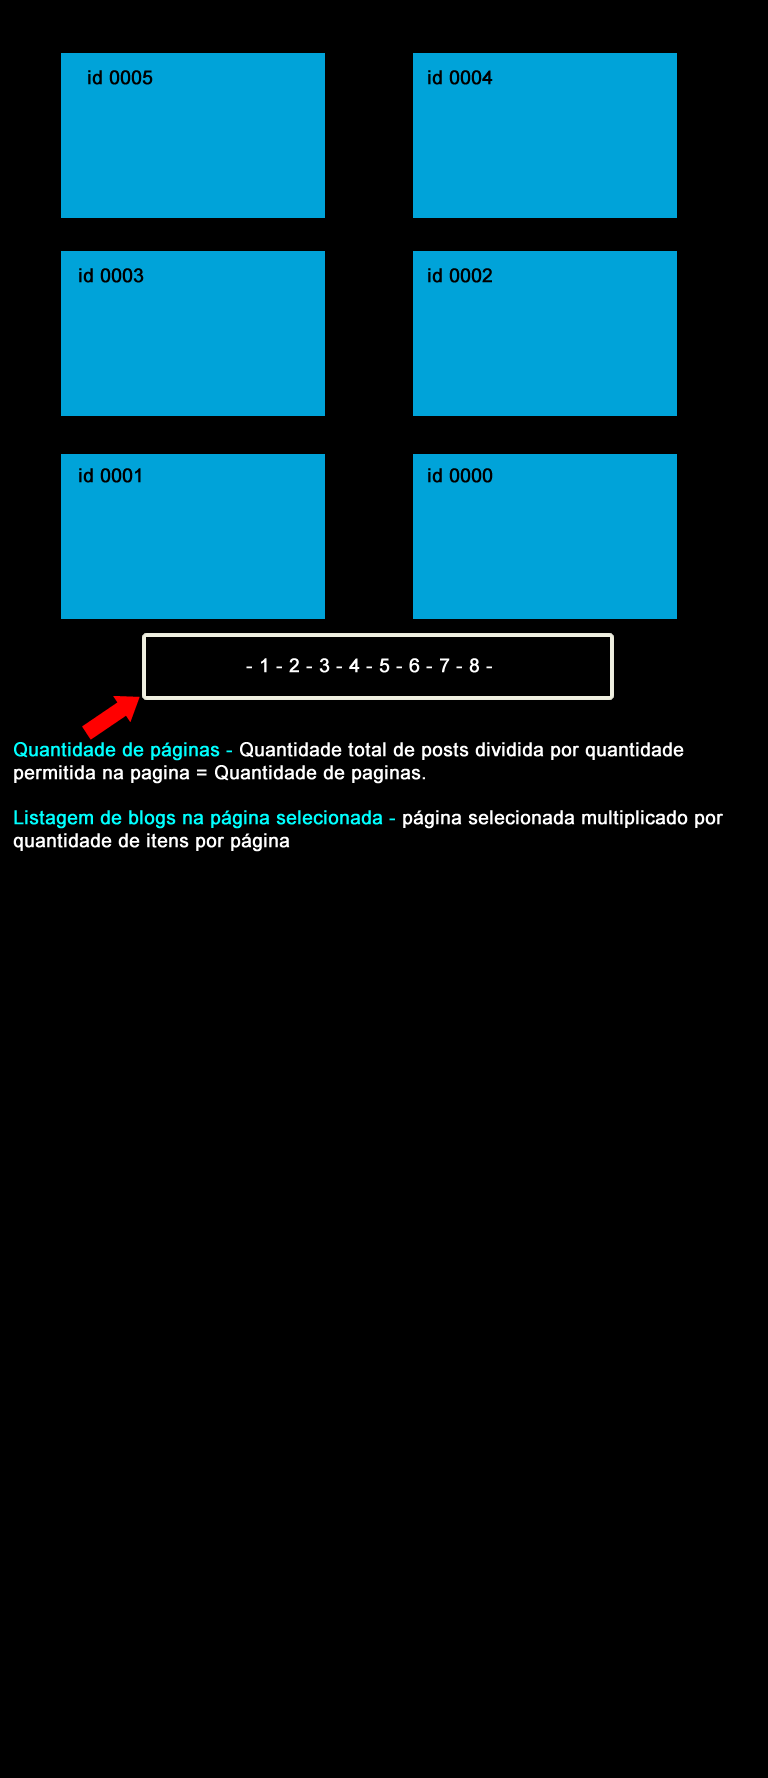 id 0005
id 0004
id 0003
id 0002
id 0001
id 0000
- 1 - 2 - 3 - 4 - 5 - 6 - 7 - 8 -
Quantidade de páginas - Quantidade total de posts dividida por quantidade
permitida na pagina = Quantidade de paginas.
Listagem de blogs na página selecionada - página selecionada multiplicado por
quantidade de itens por página